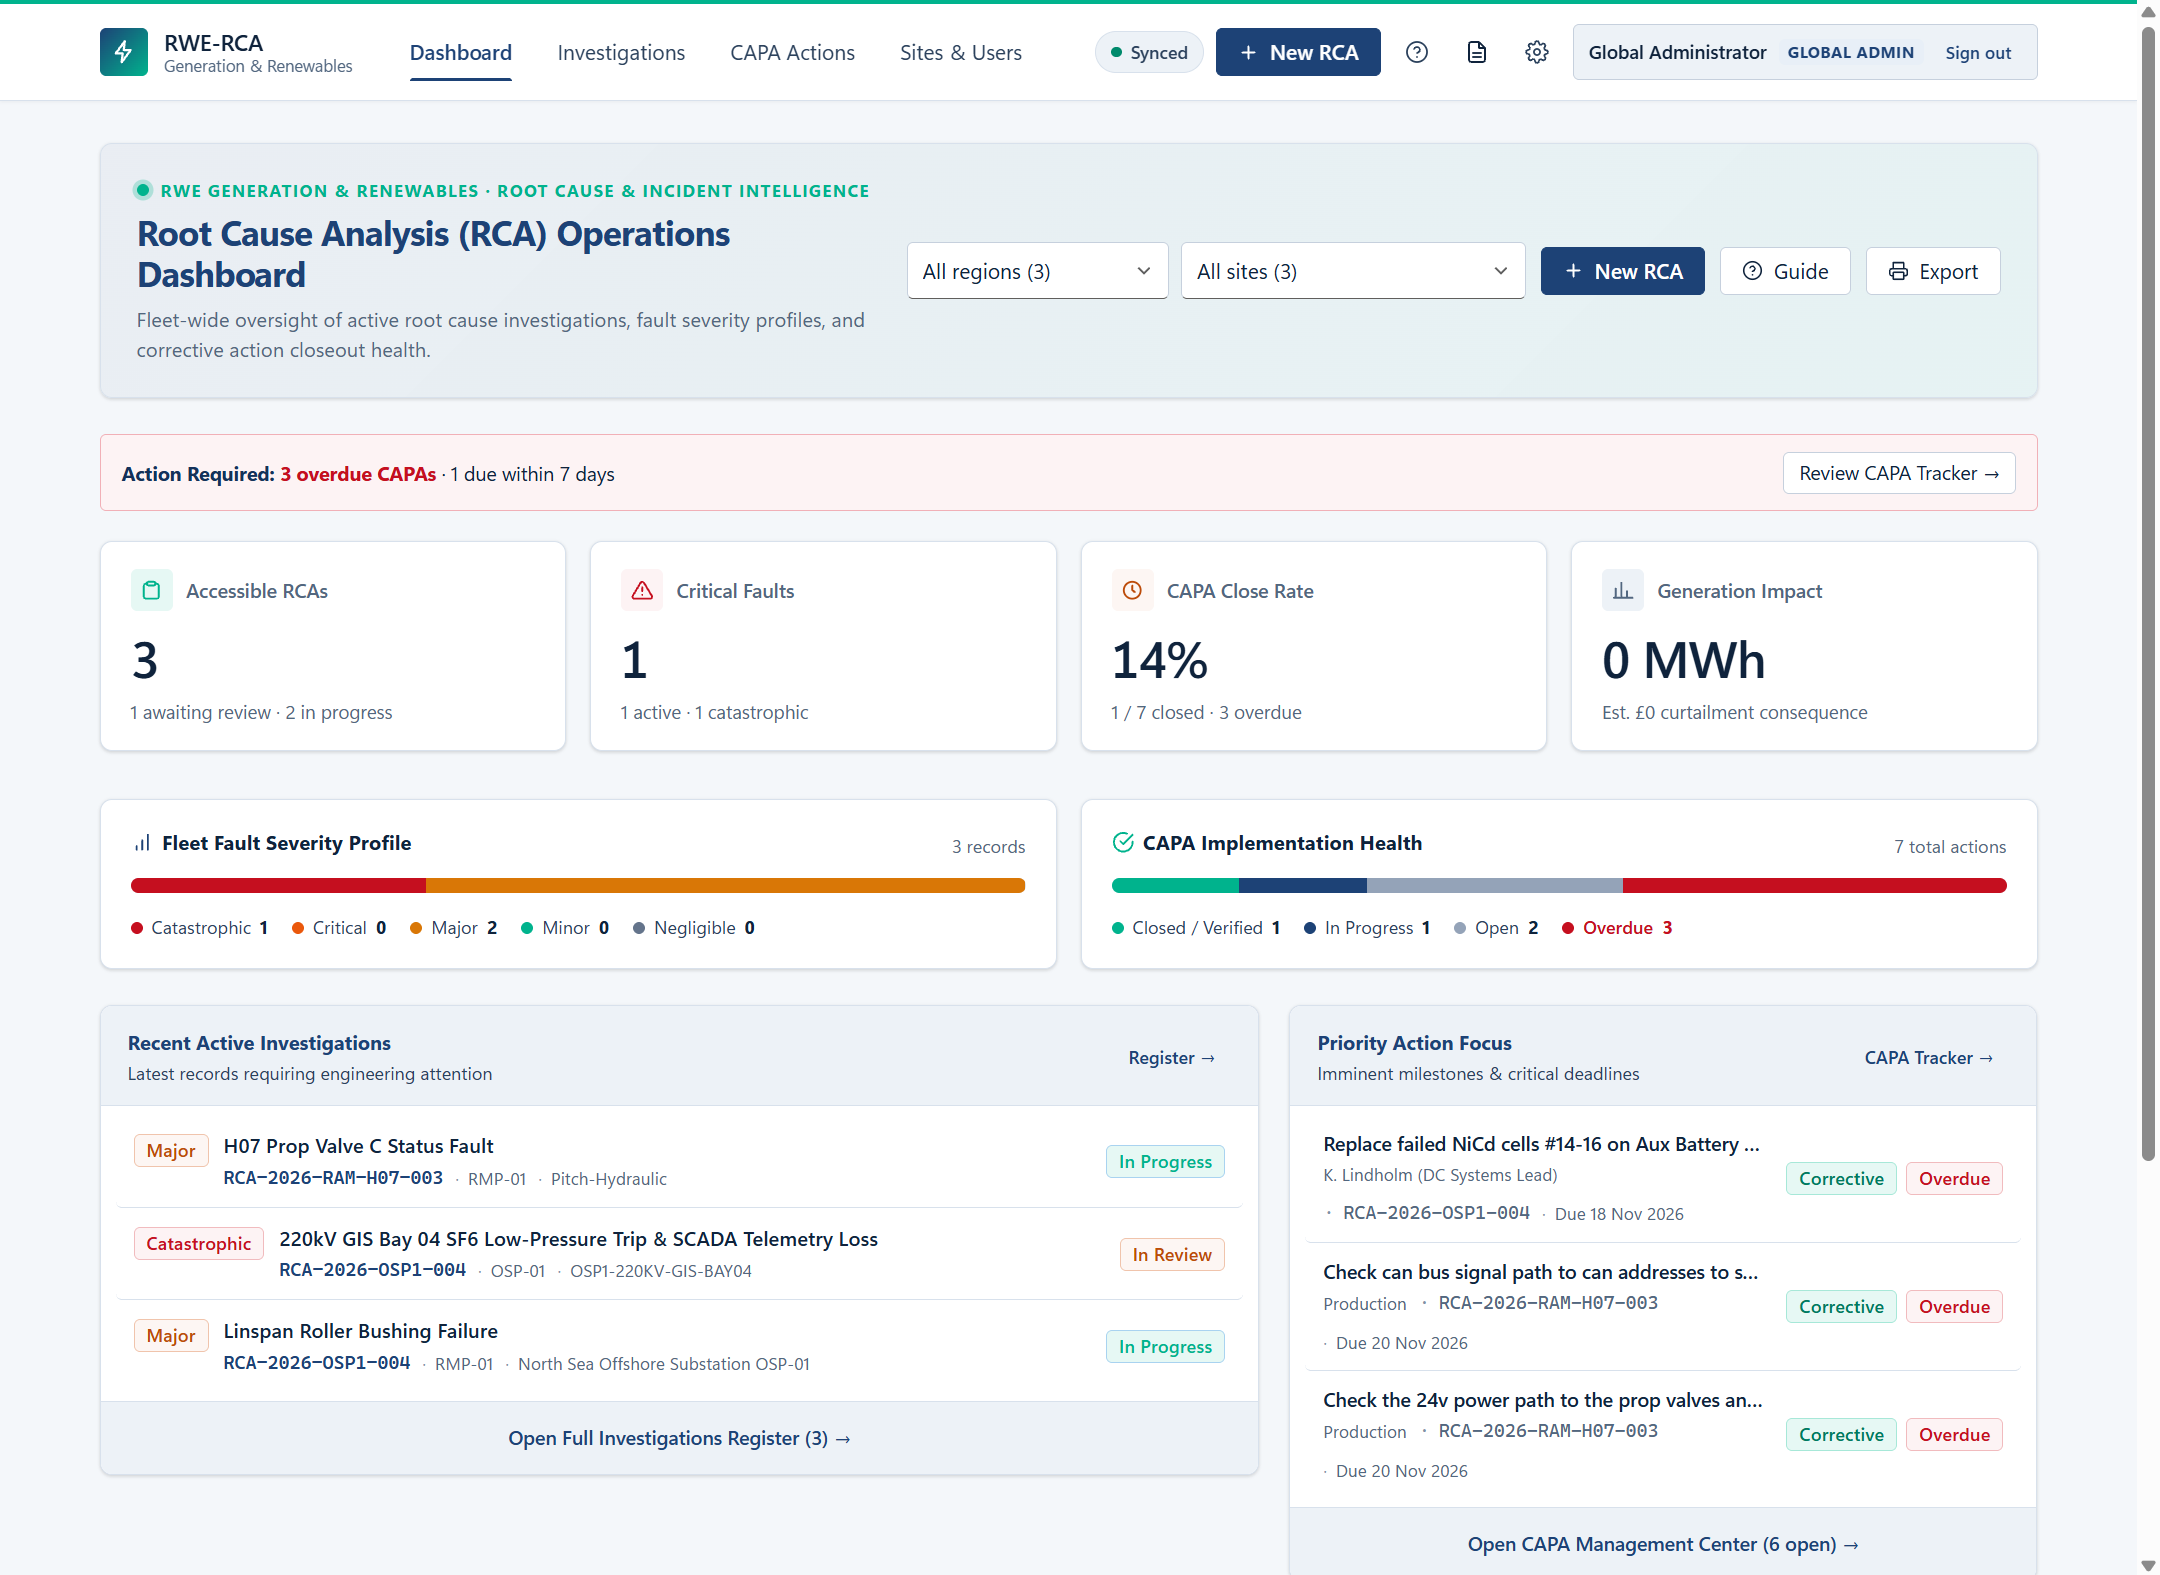 RWE-RCA
Generation & Renewables
Dashboard
Investigations
CAPA Actions
Sites & Users
Synced
+ New RCA
Global Administrator GLOBAL ADMIN Sign out
RWE GENERATION & RENEWABLES · ROOT CAUSE & INCIDENT INTELLIGENCE
Root Cause Analysis (RCA) Operations
Dashboard
Fleet-wide oversight of active root cause investigations, fault severity profiles, and
corrective action closeout health.
All regions (3)
All sites (3)
+ New RCA
Guide
Export
Action Required: 3 overdue CAPAs · 1 due within 7 days
Review CAPA Tracker →
Accessible RCAs
3
1 awaiting review · 2 in progress
Critical Faults
1
1 active · 1 catastrophic
CAPA Close Rate
14%
1 / 7 closed · 3 overdue
Generation Impact
0 MWh
Est. £0 curtailment consequence
Fleet Fault Severity Profile
3 records
Catastrophic 1 Critical 0 Major 2 Minor 0 Negligible 0
CAPA Implementation Health
7 total actions
Closed / Verified 1 In Progress 1 Open 2 Overdue 3
Recent Active Investigations
Latest records requiring engineering attention
Register →
Major
H07 Prop Valve C Status Fault
RCA-2026-RAM-H07-003 · RMP-01 · Pitch-Hydraulic
In Progress
Catastrophic
220kV GIS Bay 04 SF6 Low-Pressure Trip & SCADA Telemetry Loss
RCA-2026-OSP1-004 · OSP-01 · OSP1-220KV-GIS-BAY04
In Review
Major
Linspan Roller Bushing Failure
RCA-2026-OSP1-004 · RMP-01 · North Sea Offshore Substation OSP-01
In Progress
Open Full Investigations Register (3) →
Priority Action Focus
Imminent milestones & critical deadlines
CAPA Tracker →
Replace failed NiCd cells #14-16 on Aux Battery ...
K. Lindholm (DC Systems Lead)
· RCA-2026-OSP1-004 · Due 18 Nov 2026
Corrective
Overdue
Check can bus signal path to can addresses to s...
Production · RCA-2026-RAM-H07-003
· Due 20 Nov 2026
Corrective
Overdue
Check the 24v power path to the prop valves an...
Production · RCA-2026-RAM-H07-003
· Due 20 Nov 2026
Corrective
Overdue
Open CAPA Management Center (6 open) →